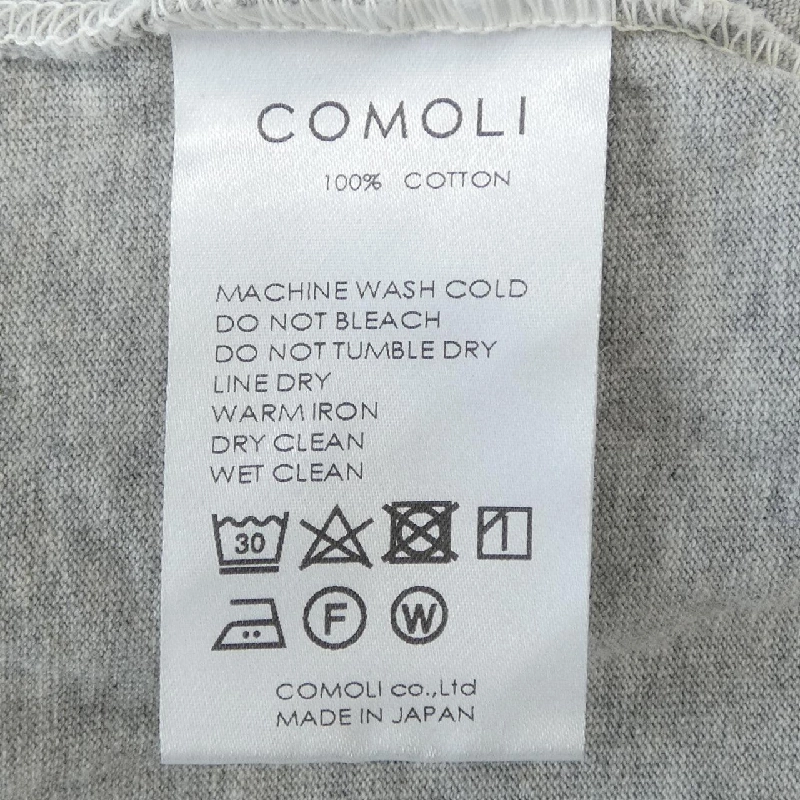 COMOLI
100% COTTON
MACHINE WASH COLD
DO NOT BLEACH
DO NOT TUMBLE DRY
LINE DRY
WARM IRON
DRY CLEAN
WET CLEAN
30
F W
COMOLI co.,Ltd
MADE IN JAPAN